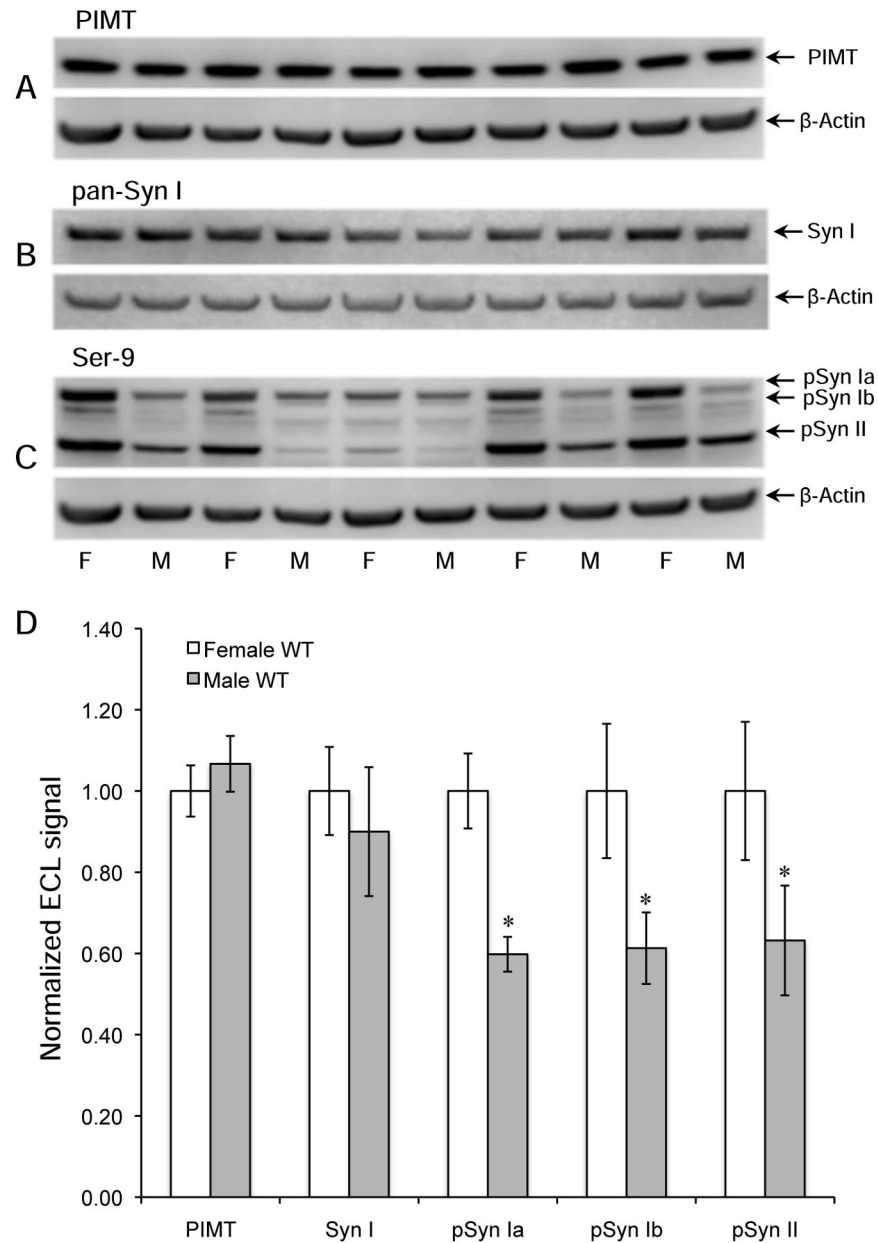 PIMT
A
← PIMT
← β-Actin
pan-Syn I
B
← Syn I
← β-Actin
Ser-9
C
← pSyn Ia
← pSyn Ib
← pSyn II
← β-Actin
F M F M F M F M F M
D
Normalized ECL signal
1.40
1.20
1.00
0.80
0.60
0.40
0.20
0.00
Female WT
Male WT
*
*
*
PIMT Syn I pSyn Ia pSyn Ib pSyn II